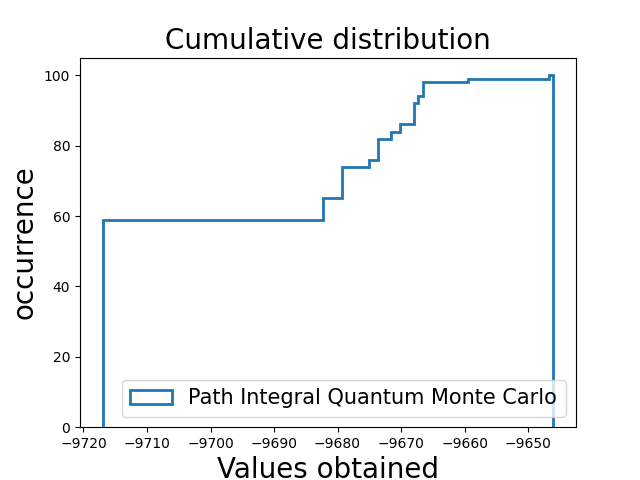 Cumulative distribution
100
80
60
40
20
0
occurrence
Path Integral Quantum Monte Carlo
−9720 −9710 −9700 −9690 −9680 −9670 −9660 −9650
Values obtained